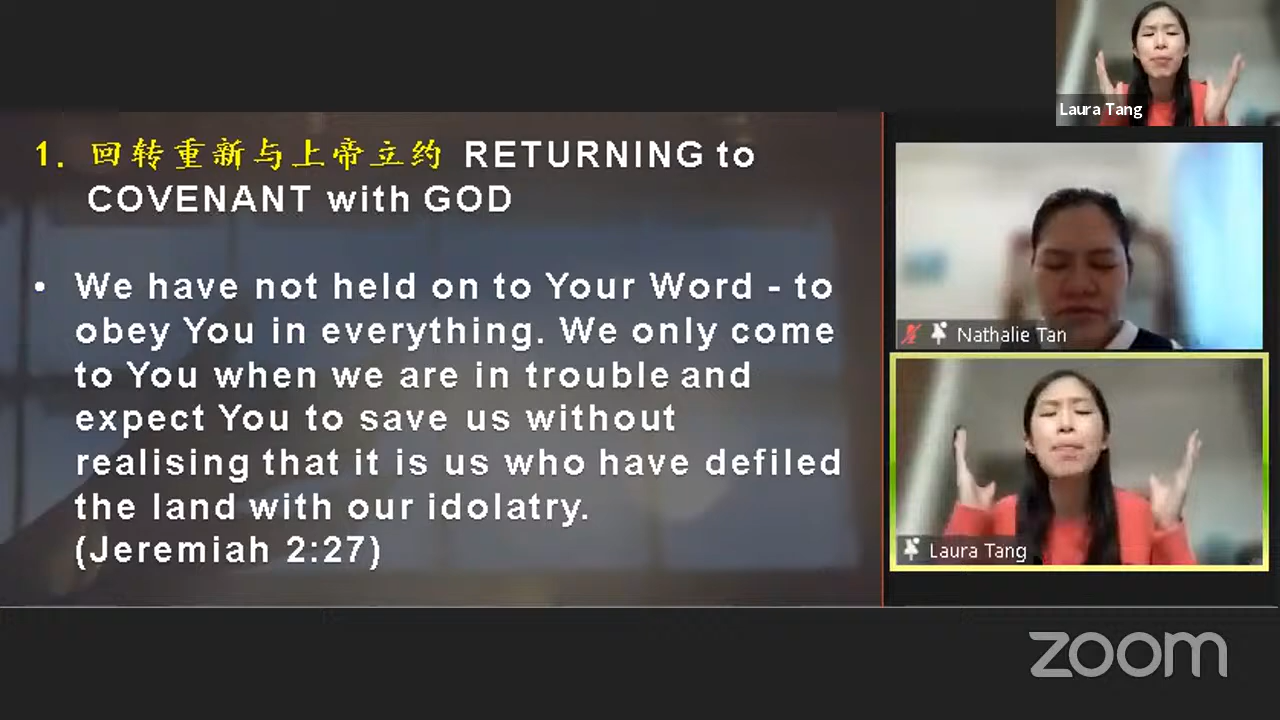 Laura Tang
1. 回转重新与上帝立约 RETURNING to
COVENANT with GOD
• We have not held on to Your Word - to
obey You in everything. We only come
to You when we are in trouble and
expect You to save us without
realising that it is us who have defiled
the land with our idolatry.
(Jeremiah 2:27)
Nathalie Tan
Laura Tang
zoom